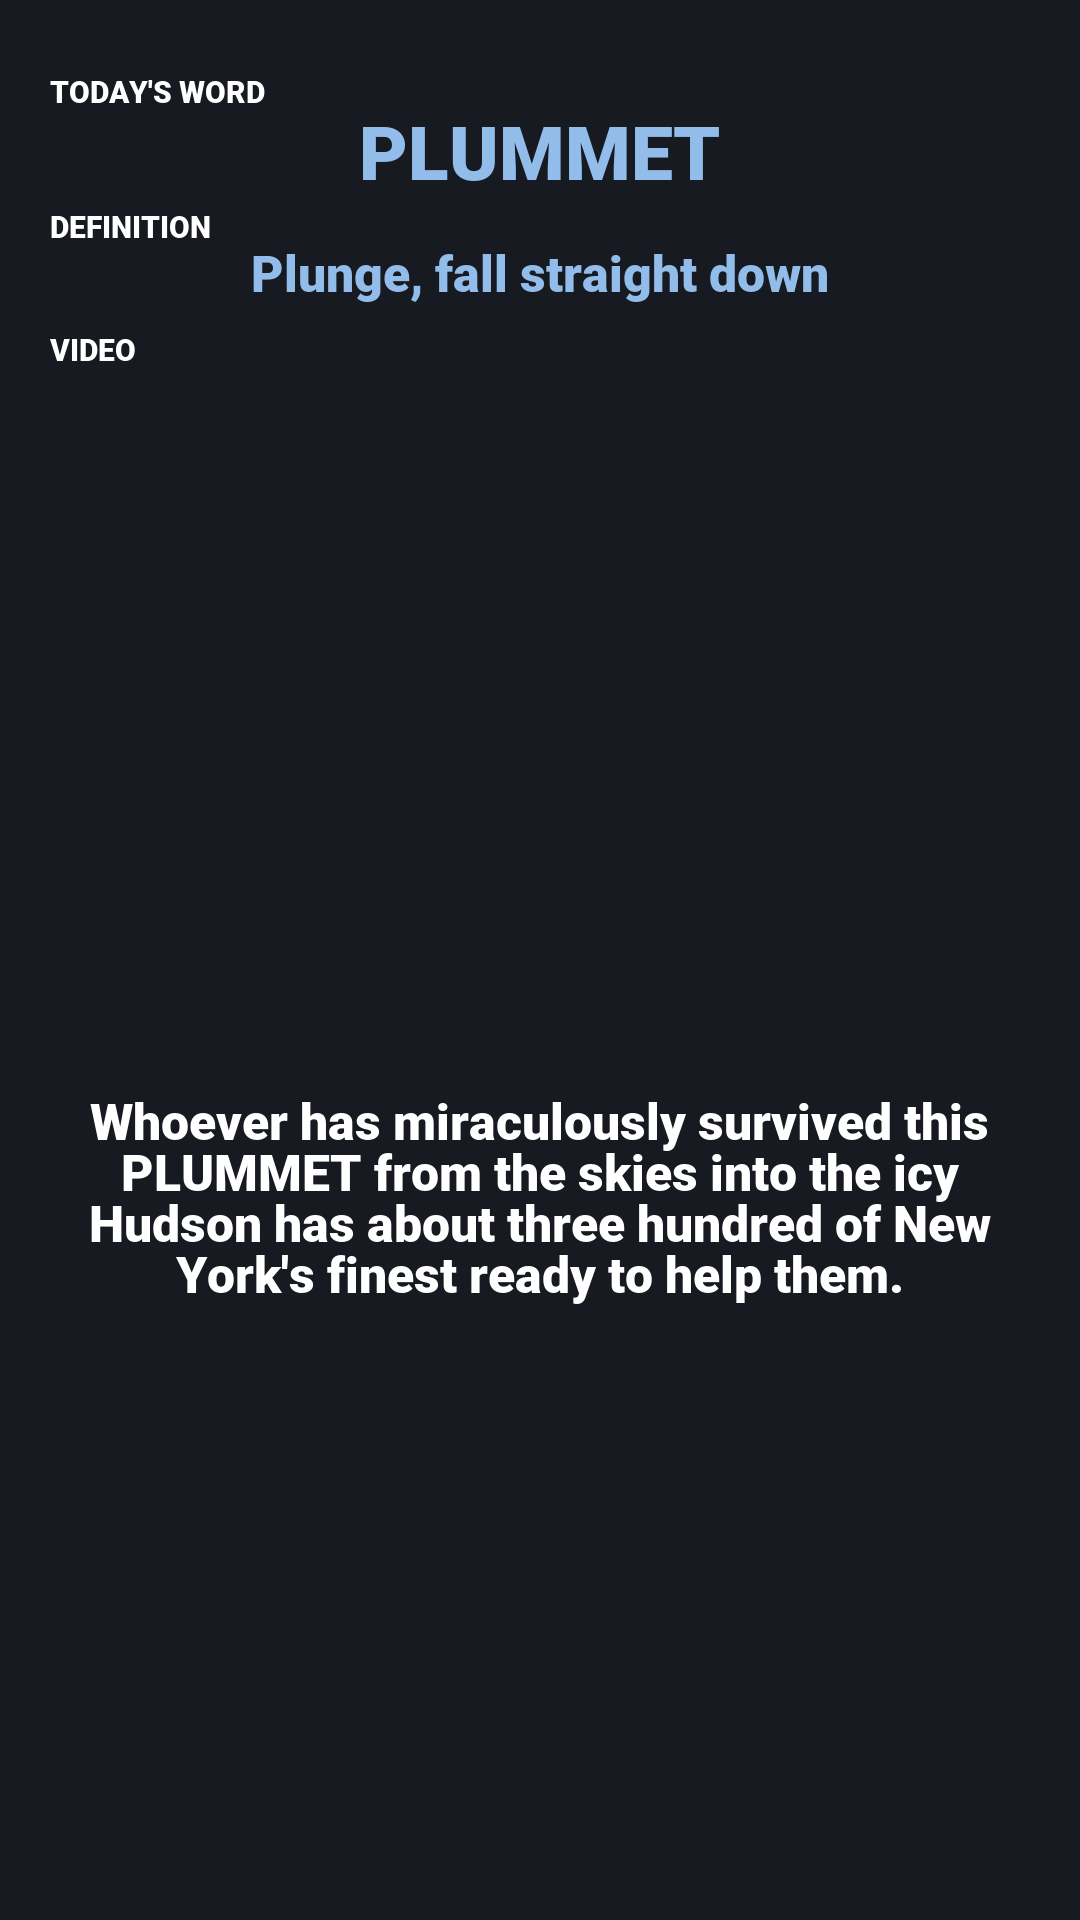 TODAY'S WORD
PLUMMET
DEFINITION
Plunge, fall straight down
VIDEO
Whoever has miraculously survived this
PLUMMET from the skies into the icy
Hudson has about three hundred of New
York's finest ready to help them.